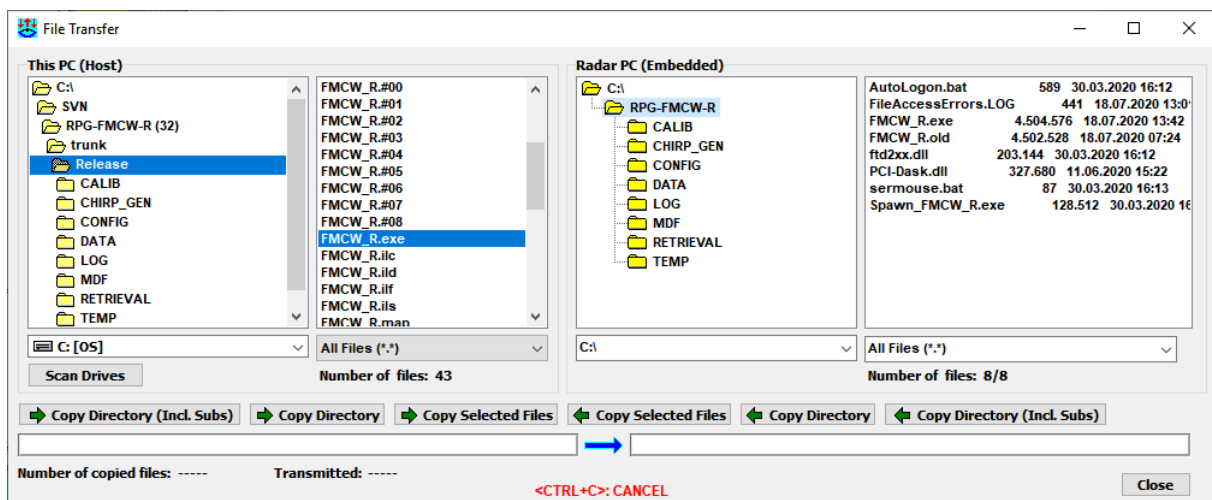 File Transfer
This PC (Host)
C:\
SVN
RPG-FMCW-R (32)
trunk
Release
CALIB
CHIRP_GEN
CONFIG
DATA
LOG
MDF
RETRIEVAL
TEMP
FMCW_R.#00
FMCW_R.#01
FMCW_R.#02
FMCW_R.#03
FMCW_R.#04
FMCW_R.#05
FMCW_R.#06
FMCW_R.#07
FMCW_R.#08
FMCW_R.exe
FMCW_R.ilc
FMCW_R.ild
FMCW_R.ilf
FMCW_R.ils
FMCW_R.map
C: [OS]
All Files (*.*)
Scan Drives
Number of files: 43
Radar PC (Embedded)
C:\
RPG-FMCW-R
CALIB
CHIRP_GEN
CONFIG
DATA
LOG
MDF
RETRIEVAL
TEMP
AutoLogon.bat 589 30.03.2020 16:12
FileAccessErrors.LOG 441 18.07.2020 13:0
FMCW_R.exe 4.504.576 18.07.2020 13:42
FMCW_R.old 4.502.528 18.07.2020 07:24
ftd2xx.dll 203.144 30.03.2020 16:12
PCI-Dask.dll 327.680 11.06.2020 15:22
sermouse.bat 87 30.03.2020 16:13
Spawn_FMCW_R.exe 128.512 30.03.2020 16
C:\
All Files (*.*)
Number of files: 8/8
Copy Directory (Incl. Subs) Copy Directory Copy Selected Files Copy Selected Files Copy Directory Copy Directory (Incl. Subs)
Number of copied files: ----- Transmitted: -----
<CTRL+C>: CANCEL
Close